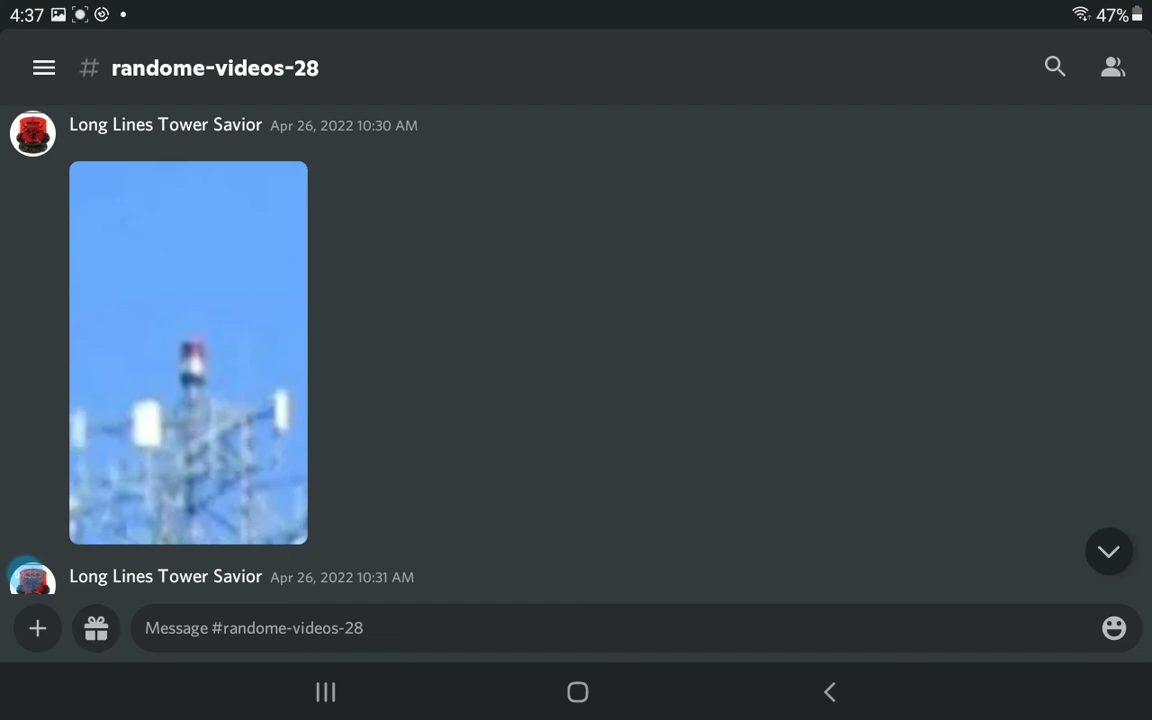 4:37
47%
# randome-videos-28
Long Lines Tower Savior Apr 26, 2022 10:30 AM
Long Lines Tower Savior Apr 26, 2022 10:31 AM
Message #randome-videos-28